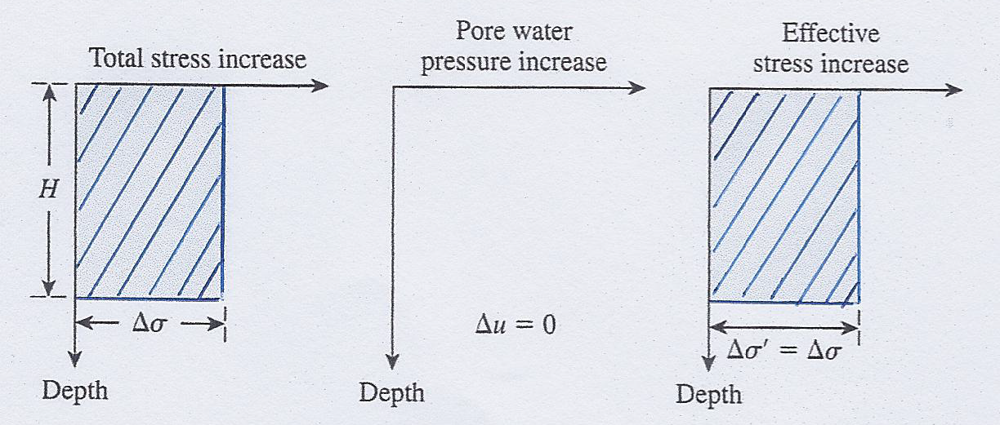 Total stress increase
H
Δσ
Depth
Pore water
pressure increase
Δu = 0
Depth
Effective
stress increase
Δσ′ = Δσ
Depth